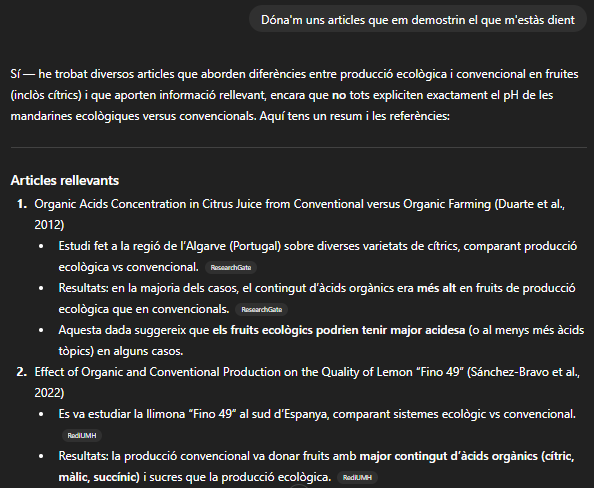 Dóna'm uns articles que em demostrin el que m'estàs dient
Sí — he trobat diversos articles que aborden diferències entre producció ecològica i convencional en fruites
(inclòs cítrics) i que aporten informació rellevant, encara que no tots expliciten exactament el pH de les
mandarines ecològiques versus convencionals. Aquí tens un resum i les referències:
Articles rellevants
1. Organic Acids Concentration in Citrus Juice from Conventional versus Organic Farming (Duarte et al.,
2012)
• Estudi fet a la regió de l'Algarve (Portugal) sobre diverses varietats de cítrics, comparant producció
ecològica vs convencional. ResearchGate
• Resultats: en la majoria dels casos, el contingut d'àcids orgànics era més alt en fruits de producció
ecològica que en convencionals. ResearchGate
• Aquesta dada suggereix que els fruits ecològics podrien tenir major acidesa (o al menys més àcids
tòpics) en alguns casos.
2. Effect of Organic and Conventional Production on the Quality of Lemon "Fino 49" (Sánchez-Bravo et al.,
2022)
• Es va estudiar la llimona "Fino 49" al sud d'Espanya, comparant sistemes ecològic vs convencional.
RediUMH
• Resultats: la producció convencional va donar fruits amb major contingut d'àcids orgànics (cítric,
màlic, succínic) i sucres que la producció ecològica. RediUMH